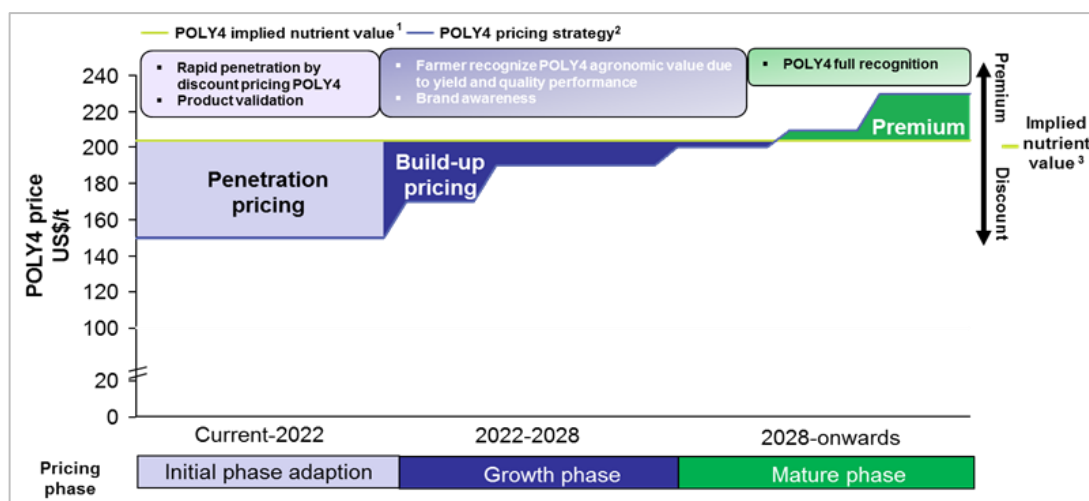 POLY4 implied nutrient value¹
POLY4 pricing strategy²
▪ Rapid penetration by
discount pricing POLY4
▪ Product validation
▪ Farmer recognize POLY4 agronomic value due
to yield and quality performance
▪ Brand awareness
▪ POLY4 full recognition
POLY4 price
US$/t
240
220
200
180
160
140
120
100
20
0
Penetration
pricing
Build-up
pricing
Premium
Premium
Discount
Implied
nutrient
value ³
Current-2022
2022-2028
2028-onwards
Pricing
phase
Initial phase adaption
Growth phase
Mature phase